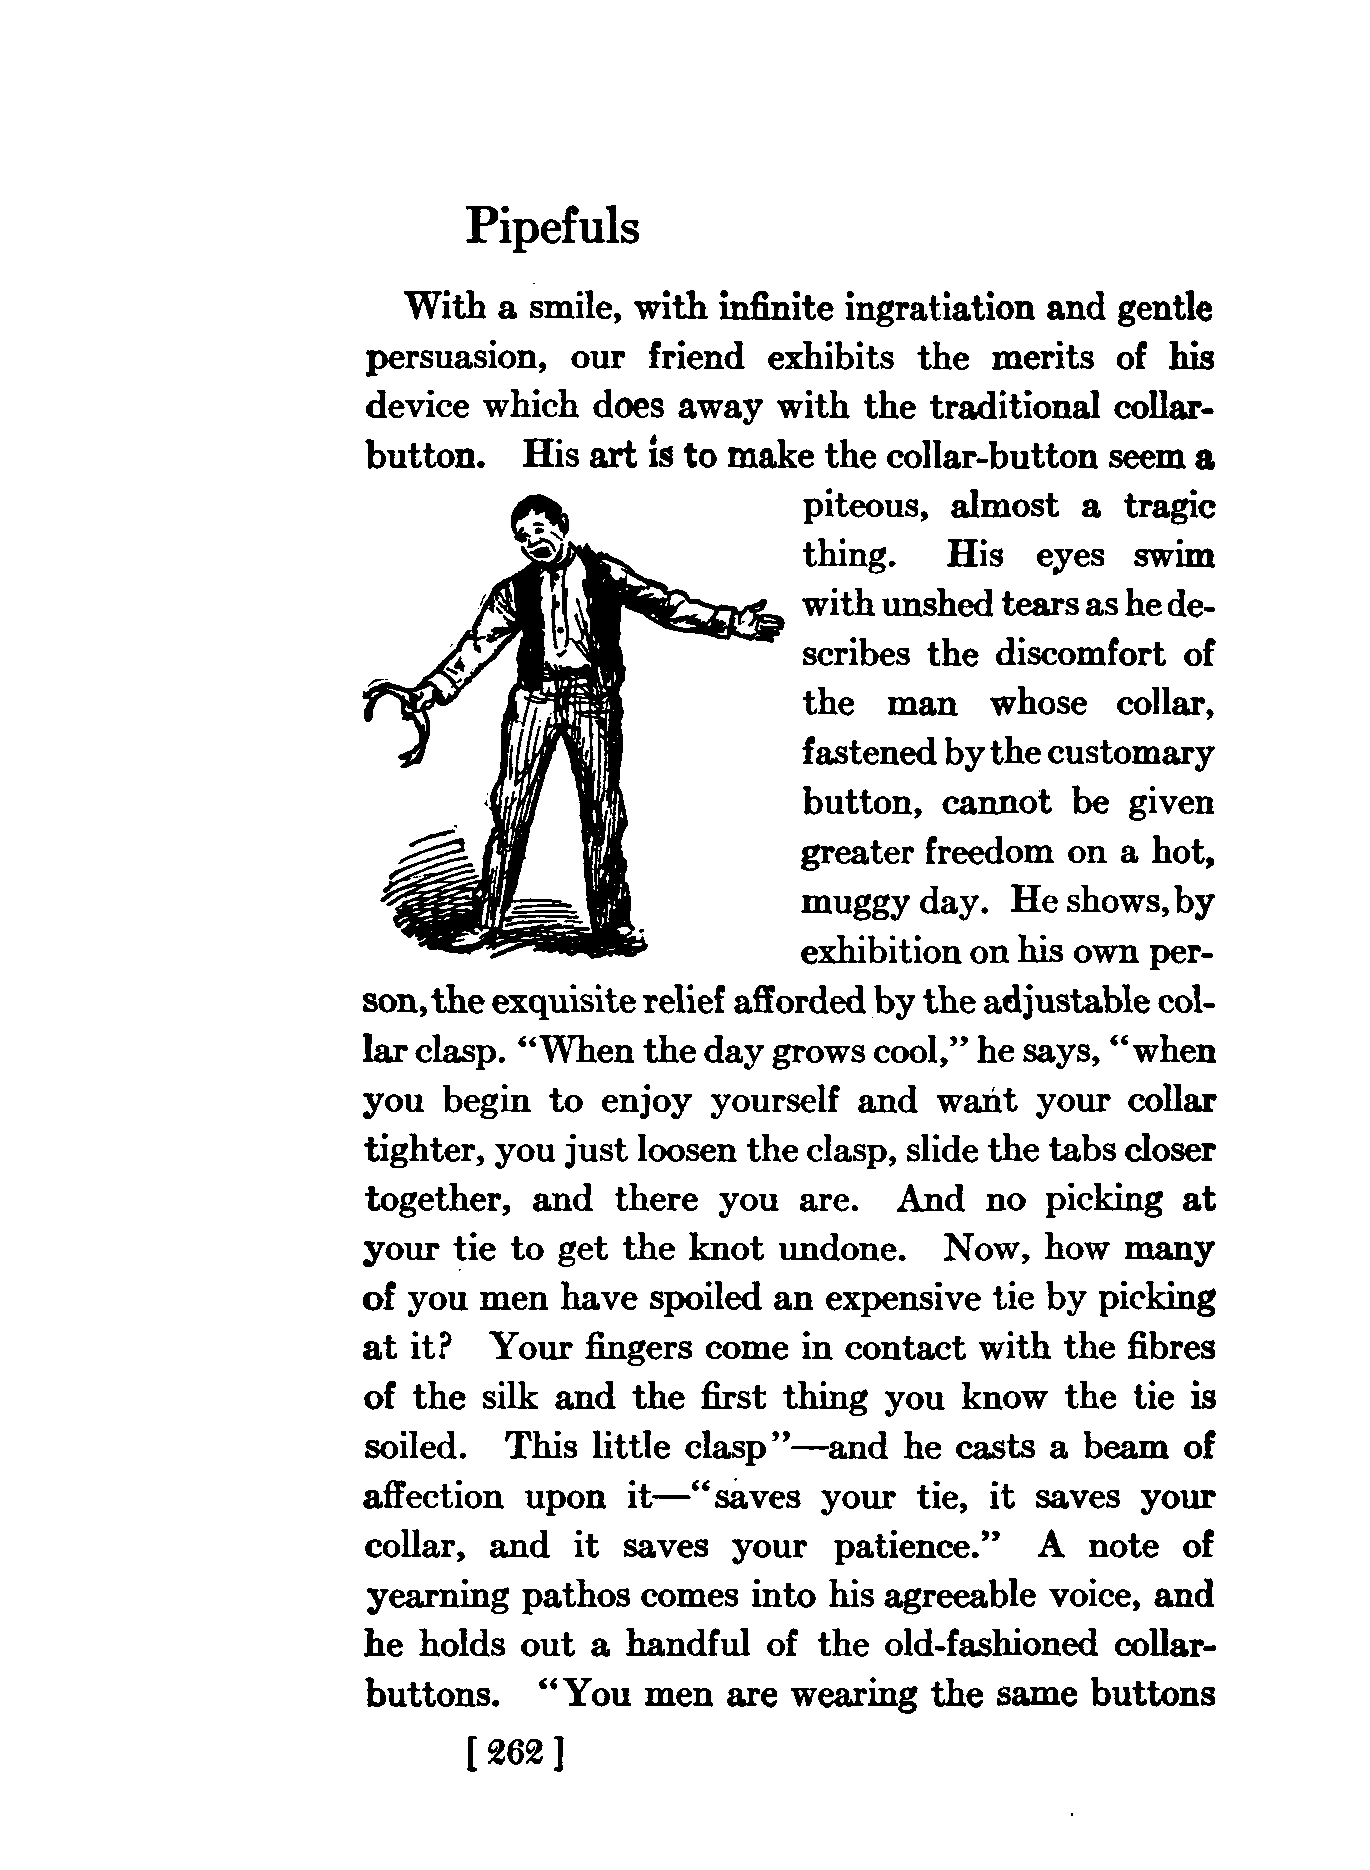 Pipefuls
With a smile, with infinite ingratiation and gentle
persuasion, our friend exhibits the merits of his
device which does away with the traditional collar-
button. His art is to make the collar-button seem a
piteous, almost a tragic
thing. His eyes swim
with unshed tears as he de-
scribes the discomfort of
the man whose collar,
fastened by the customary
button, cannot be given
greater freedom on a hot,
muggy day. He shows, by
exhibition on his own per-
son, the exquisite relief afforded by the adjustable col-
lar clasp. “When the day grows cool,” he says, “when
you begin to enjoy yourself and want your collar
tighter, you just loosen the clasp, slide the tabs closer
together, and there you are. And no picking at
your tie to get the knot undone. Now, how many
of you men have spoiled an expensive tie by picking
at it? Your fingers come in contact with the fibres
of the silk and the first thing you know the tie is
soiled. This little clasp”—and he casts a beam of
affection upon it—“saves your tie, it saves your
collar, and it saves your patience.” A note of
yearning pathos comes into his agreeable voice, and
he holds out a handful of the old-fashioned collar-
buttons. “You men are wearing the same buttons
[ 262 ]